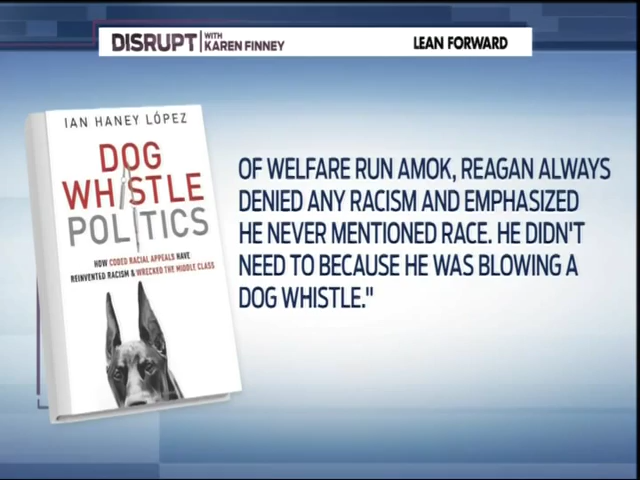 DISRUPT WITH KAREN FINNEY
LEAN FORWARD
IAN HANEY LÓPEZ
DOG
WHISTLE
POLITICS
HOW CODED RACIAL APPEALS HAVE
REINVENTED RACISM & WRECKED THE MIDDLE CLASS
OF WELFARE RUN AMOK, REAGAN ALWAYS
DENIED ANY RACISM AND EMPHASIZED
HE NEVER MENTIONED RACE. HE DIDN'T
NEED TO BECAUSE HE WAS BLOWING A
DOG WHISTLE."